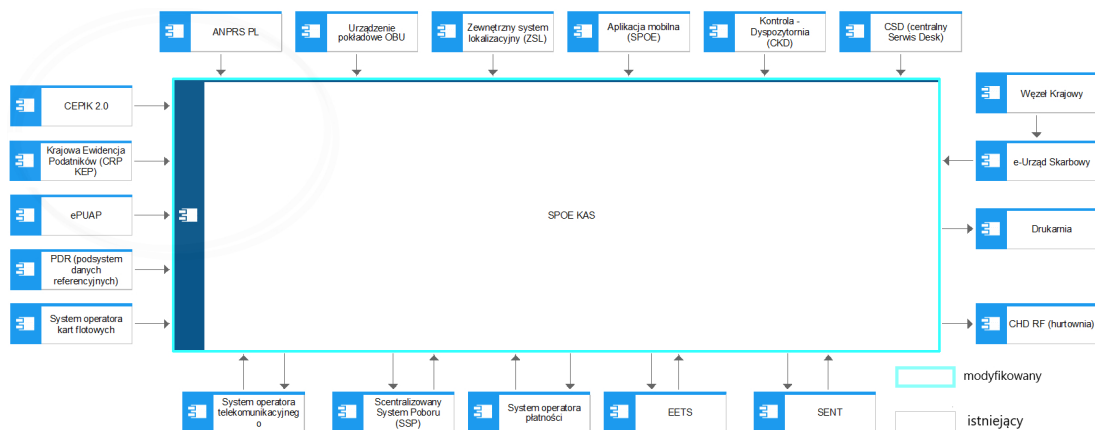 ANPRS PL
Urządzenie
pokładowe OBU
Zewnętrzny system
lokalizacyjny (ZSL)
Aplikacja mobilna
(SPOE)
Kontrola -
Dyspozytornia
(CKD)
CSD (centralny
Serwis Desk)
CEPIK 2.0
Krajowa Ewidencja
Podatników (CRP
KEP)
ePUAP
PDR (podsystem
danych
referencyjnych)
System operatora
kart flotowych
SPOE KAS
Węzeł Krajowy
e-Urząd Skarbowy
Drukarnia
CHD RF (hurtownia)
System operatora
telekomunikacyjneg
o
Scentralizowany
System Poboru
(SSP)
System operatora
płatności
EETS
SENT
modyfikowany
istniejący